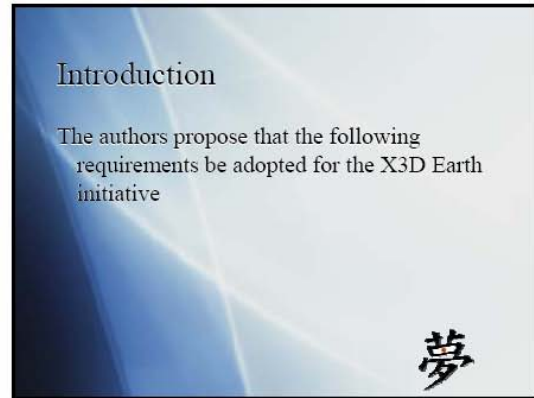 Introduction
The authors propose that the following
requirements be adopted for the X3D Earth
initiative
夢